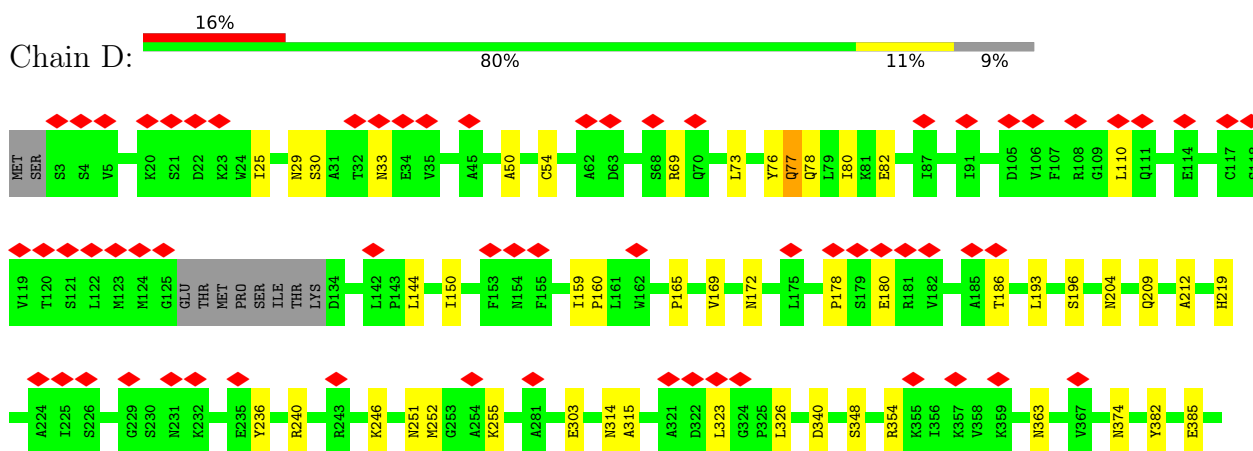 16%
Chain D:
80% 11% 9%
MET SER S3 S4 V5 K20 S21 D22 K23 W24 I25 N29 S30 A31 T32 N33 E34 V35 A45 A50 C54 A62 D63 S68 R69 Q70 L73 Y76 Q77 Q78 L79 I80 K81 E82 I87 I91 D105 V106 F107 R108 G109 L110 Q111 E114 C117
V119 T120 S121 L122 M123 M124 G125 GLU THR MET PRO SER ILE THR LYS D134 L142 P143 L144 I150 F153 N154 F155 I159 P160 L161 W162 P165 V169 N172 L175 P178 S179 E180 R181 V182 A185 T186 L193 S196 N204 Q209 A212 H219
A224 I225 S226 G229 S230 N231 K232 E235 Y236 R240 R243 K246 N251 M252 G253 A254 K255 A281 E303 N314 A315 A321 D322 L323 G324 P325 L326 D340 S348 R354 K355 I356 K357 V358 K359 N363 V367 N374 Y382 E385